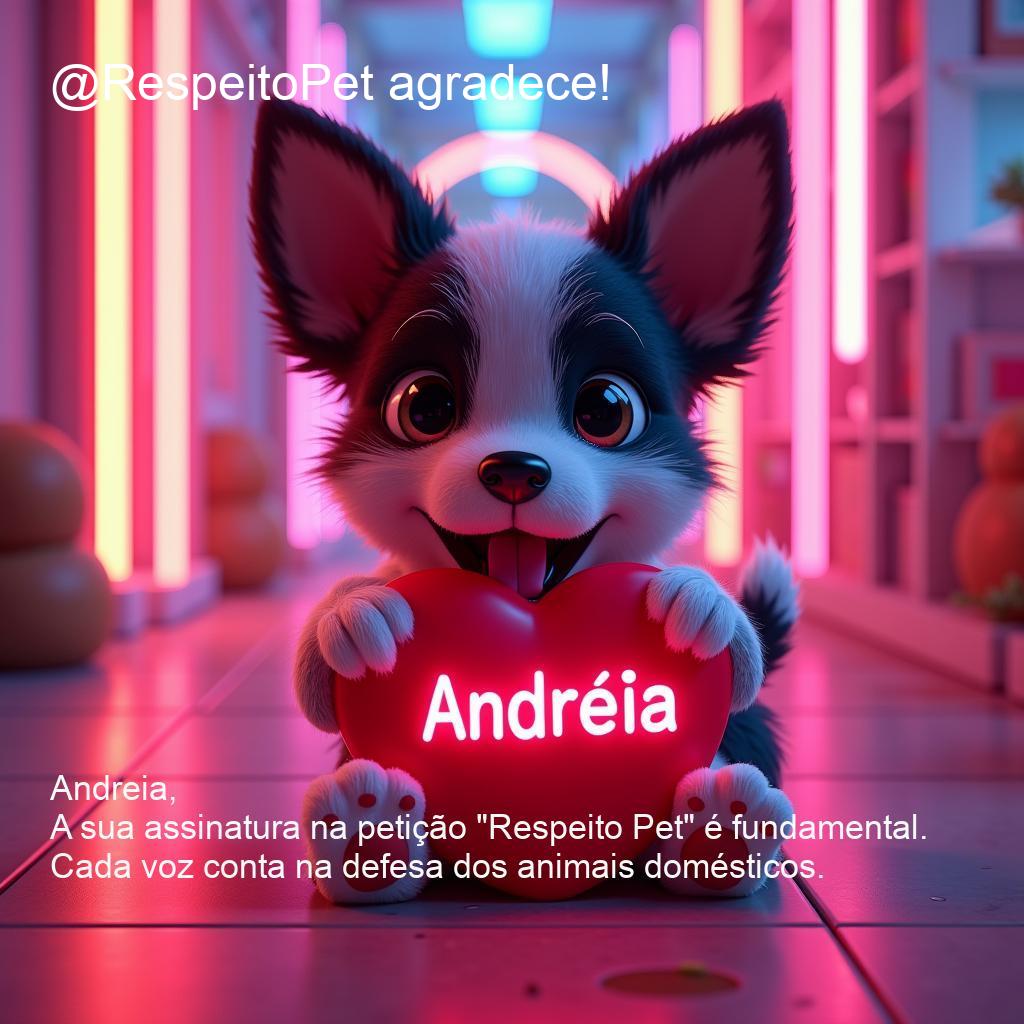 @RespeitoPet agradece!
Andréia
Andreia,
A sua assinatura na petição "Respeito Pet" é fundamental.
Cada voz conta na defesa dos animais domésticos.